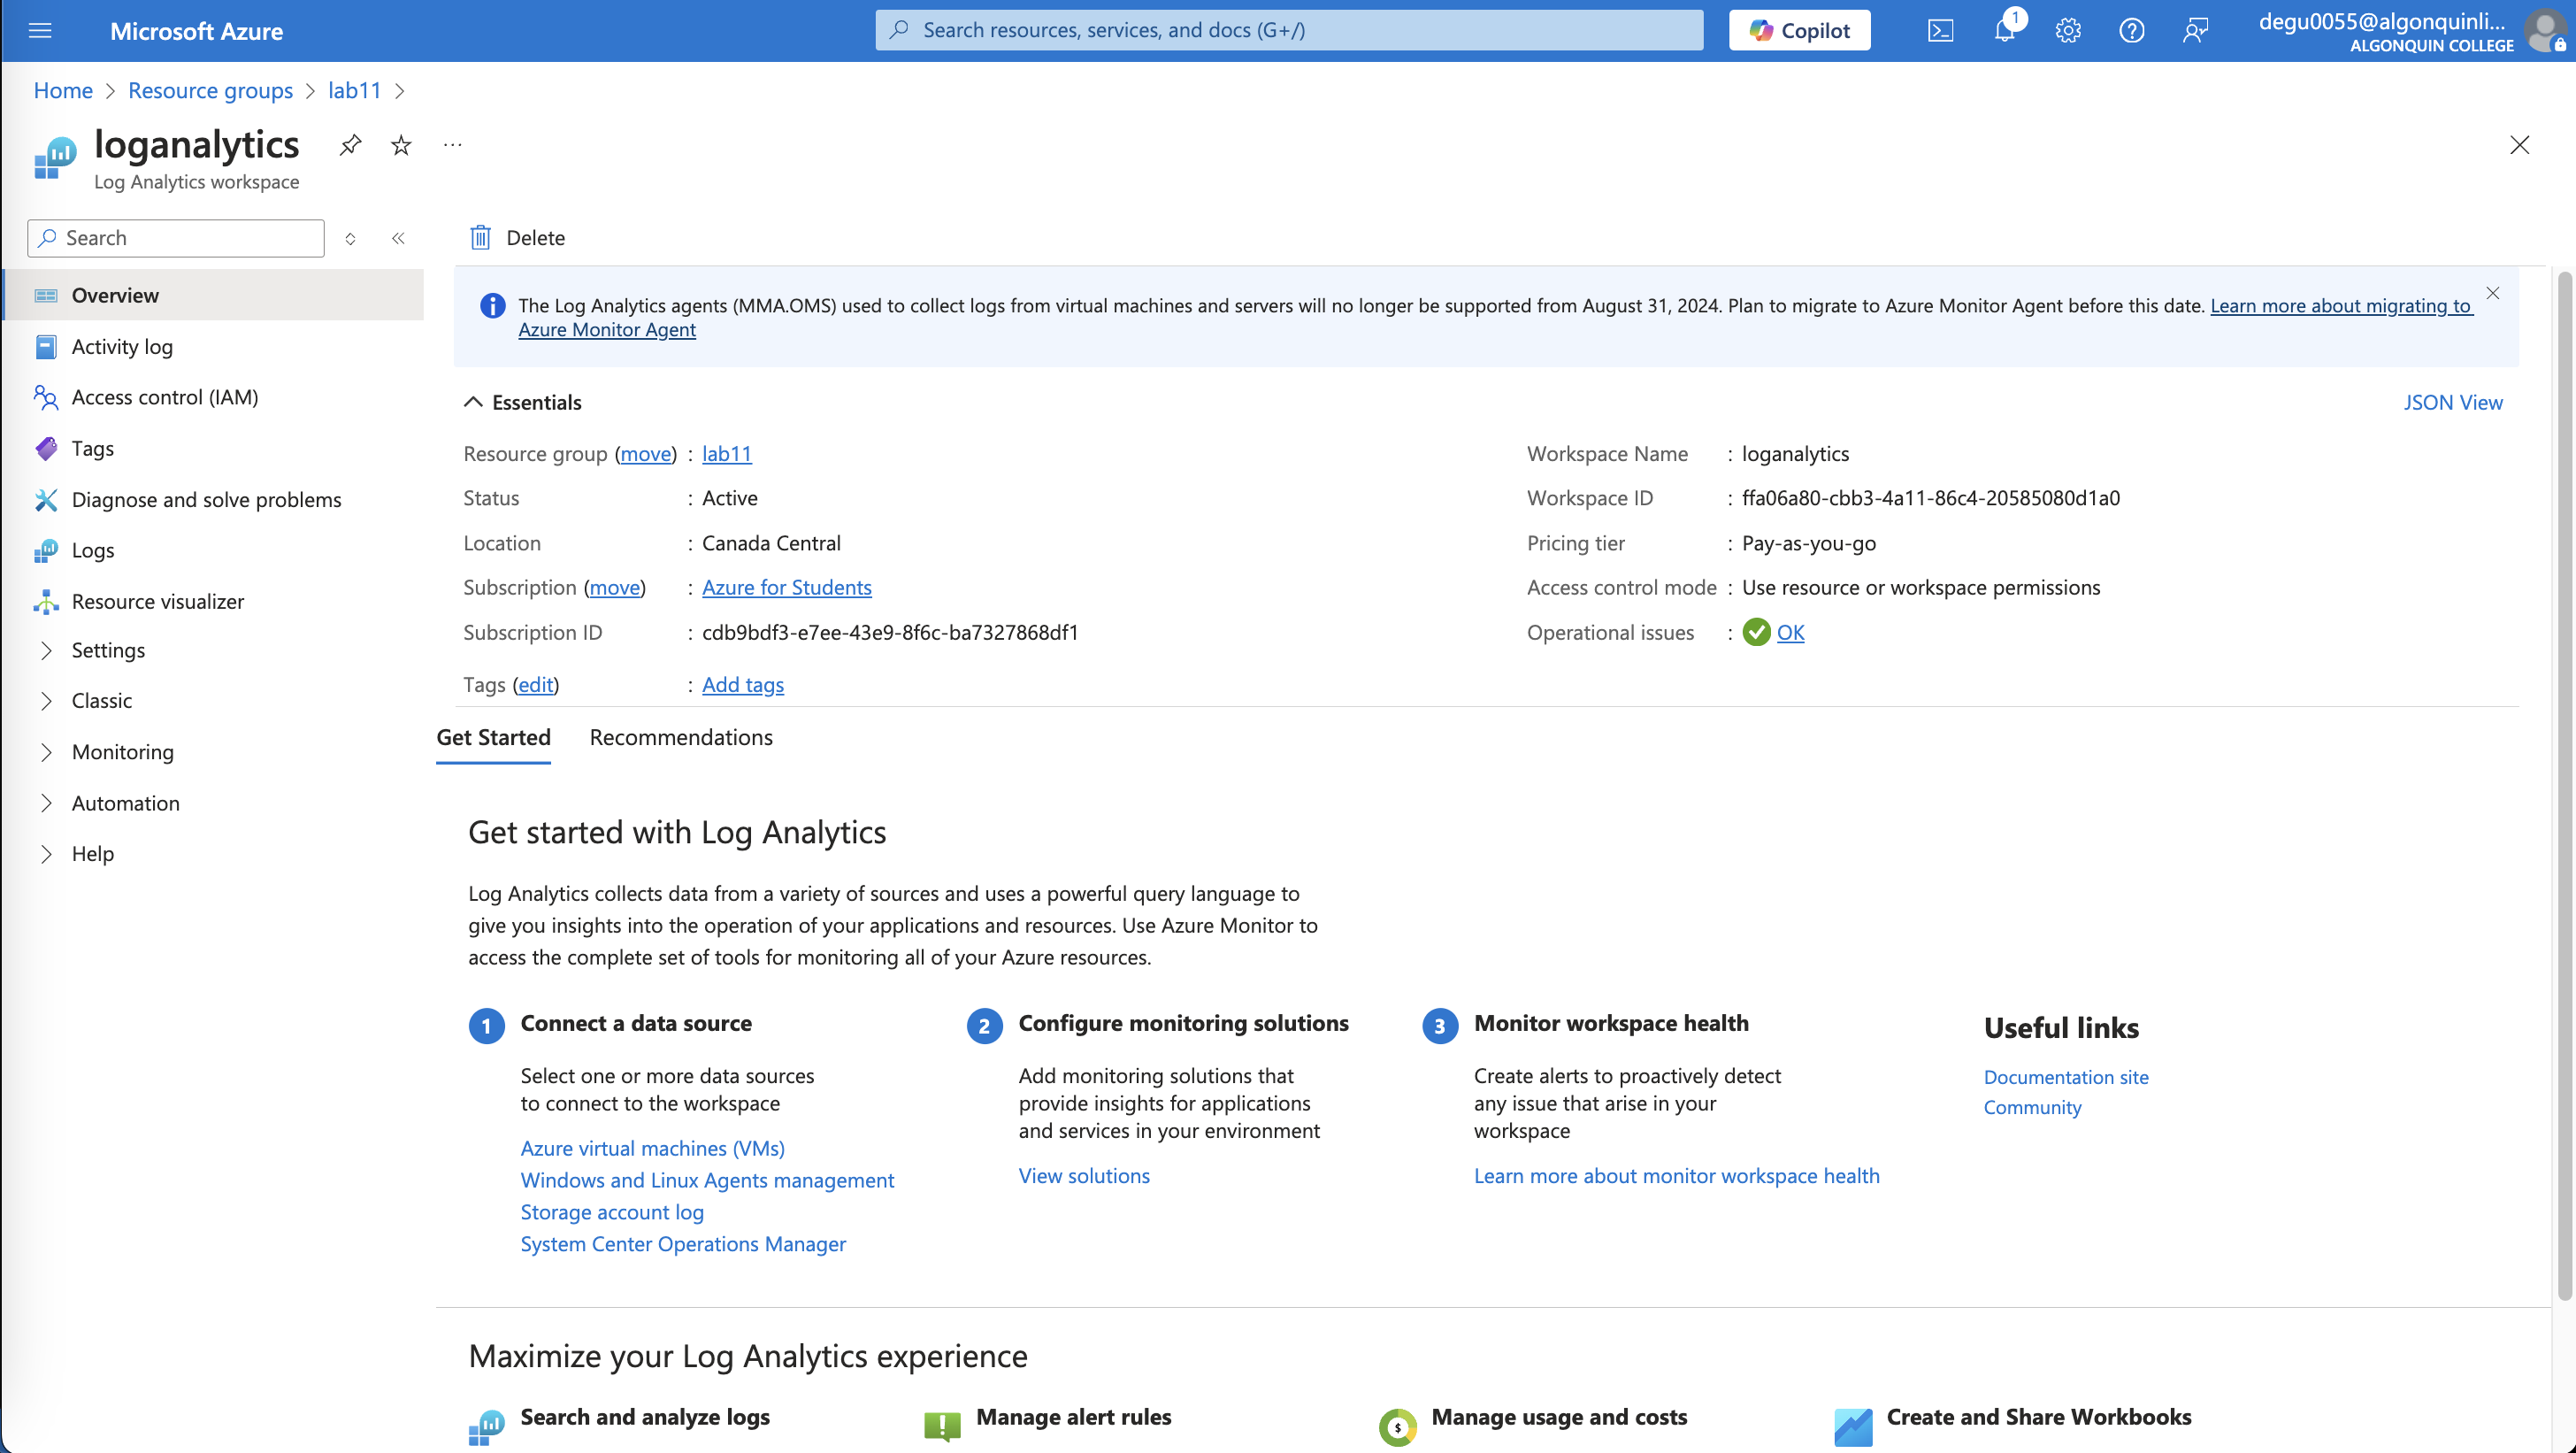 Microsoft Azure
Search resources, services, and docs (G+/)
Copilot
1
degu0055@algonquinli...
ALGONQUIN COLLEGE
Home > Resource groups > lab11 >
loganalytics
Log Analytics workspace
Search
Delete
Overview
Activity log
Access control (IAM)
Tags
Diagnose and solve problems
Logs
Resource visualizer
Settings
Classic
Monitoring
Automation
Help
The Log Analytics agents (MMA.OMS) used to collect logs from virtual machines and servers will no longer be supported from August 31, 2024. Plan to migrate to Azure Monitor Agent before this date. Learn more about migrating to
Azure Monitor Agent
Essentials
JSON View
Resource group (move) : lab11
Status : Active
Location : Canada Central
Subscription (move) : Azure for Students
Subscription ID : cdb9bdf3-e7ee-43e9-8f6c-ba7327868df1
Tags (edit) : Add tags
Workspace Name : loganalytics
Workspace ID : ffa06a80-cbb3-4a11-86c4-20585080d1a0
Pricing tier : Pay-as-you-go
Access control mode : Use resource or workspace permissions
Operational issues : OK
Get Started Recommendations
Get started with Log Analytics
Log Analytics collects data from a variety of sources and uses a powerful query language to
give you insights into the operation of your applications and resources. Use Azure Monitor to
access the complete set of tools for monitoring all of your Azure resources.
1 Connect a data source
Select one or more data sources
to connect to the workspace
Azure virtual machines (VMs)
Windows and Linux Agents management
Storage account log
System Center Operations Manager
2 Configure monitoring solutions
Add monitoring solutions that
provide insights for applications
and services in your environment
View solutions
3 Monitor workspace health
Create alerts to proactively detect
any issue that arise in your
workspace
Learn more about monitor workspace health
Useful links
Documentation site
Community
Maximize your Log Analytics experience
Search and analyze logs
Manage alert rules
Manage usage and costs
Create and Share Workbooks